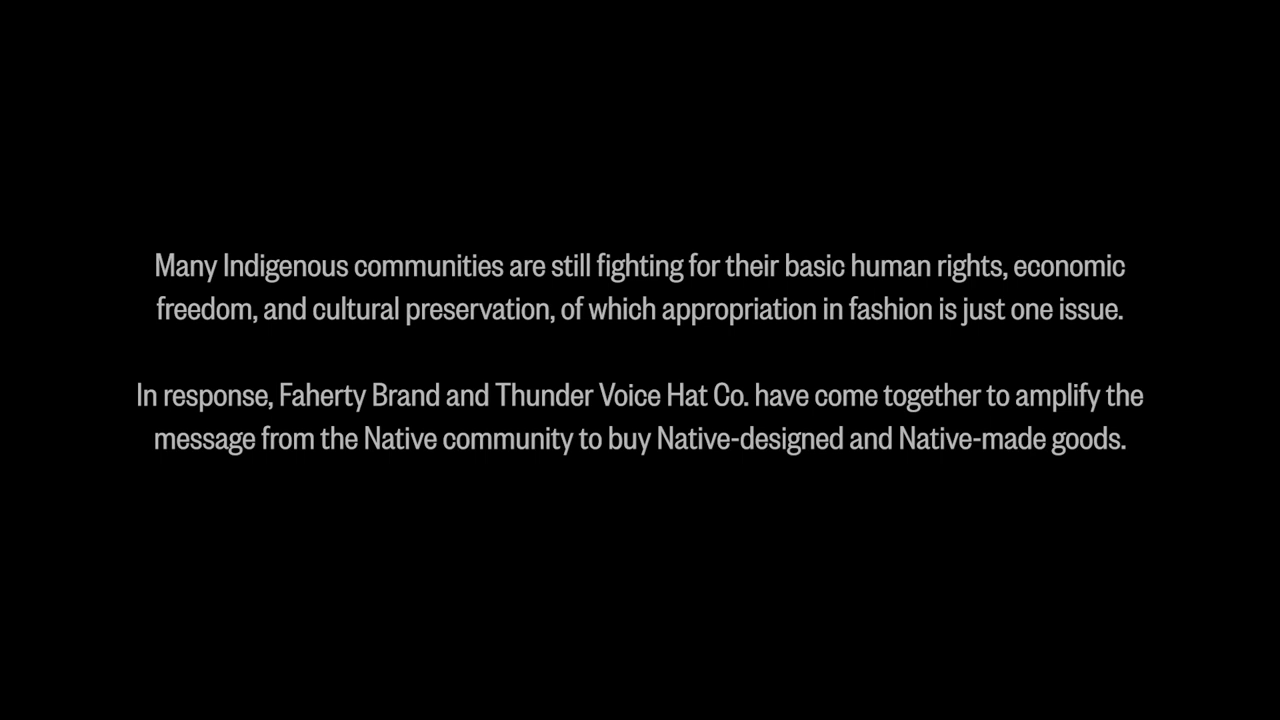 Many Indigenous communities are still fighting for their basic human rights, economic
freedom, and cultural preservation, of which appropriation in fashion is just one issue.
In response, Faherty Brand and Thunder Voice Hat Co. have come together to amplify the
message from the Native community to buy Native-designed and Native-made goods.